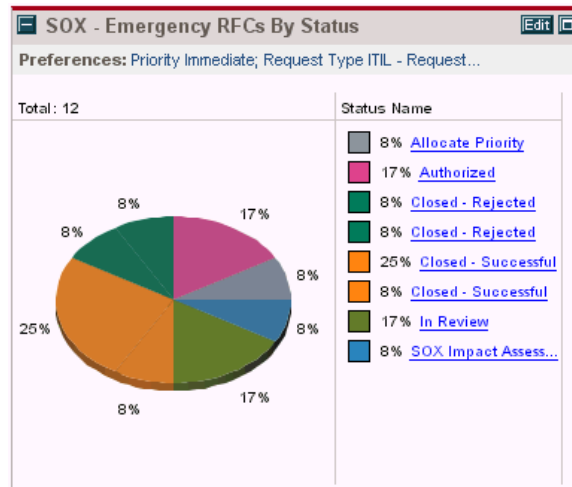 SOX - Emergency RFCs By Status
Edit
Preferences: Priority Immediate; Request Type ITIL - Request...
Total: 12
Status Name
8% Allocate Priority
17% Authorized
8% Closed - Rejected
8% Closed - Rejected
25% Closed - Successful
8% Closed - Successful
17% In Review
8% SOX Impact Assess...
8%
17%
8%
8%
25%
8%
8%
17%